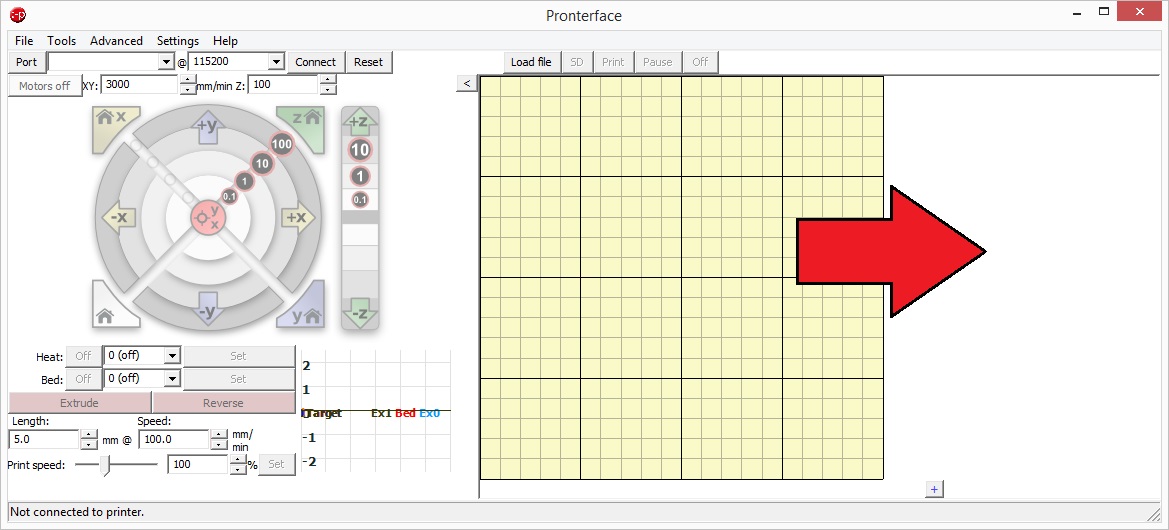 Pronterface
File Tools Advanced Settings Help
Port @ 115200 Connect Reset Load file SD Print Pause Off
Motors off XY: 3000 mm/min Z: 100 <
x +y z +z
100 10
10
1 1
0.1 0.1
-x y x +x
-y y -z
Heat: Off 0 (off) Set
Bed: Off 0 (off) Set
2
1
0
-1
-2
Target Ex1 Bed Ex0
Extrude Reverse
Length: Speed:
5.0 mm @ 100.0 mm/
min
Print speed: 100 % Set
+
Not connected to printer.